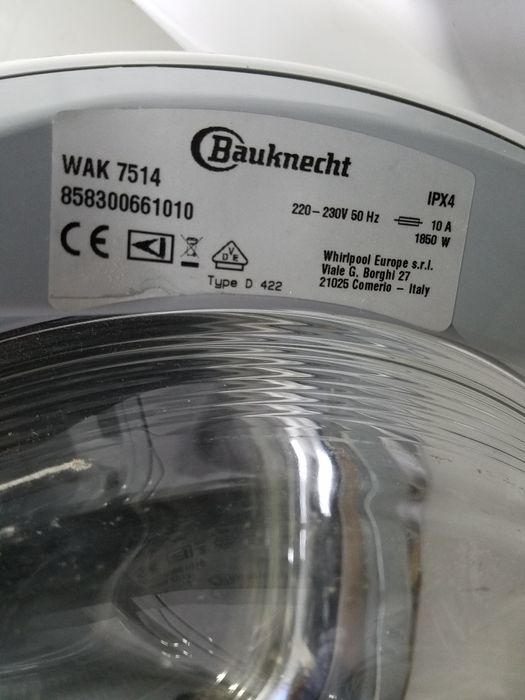 Bauknecht
WAK 7514
858300661010
IPX4
220-230V 50 Hz 10 A
1850 W
CE
VDE
Type D 422
Whirlpool Europe s.r.l.
Viale G. Borghi 27
21025 Comerio - Italy